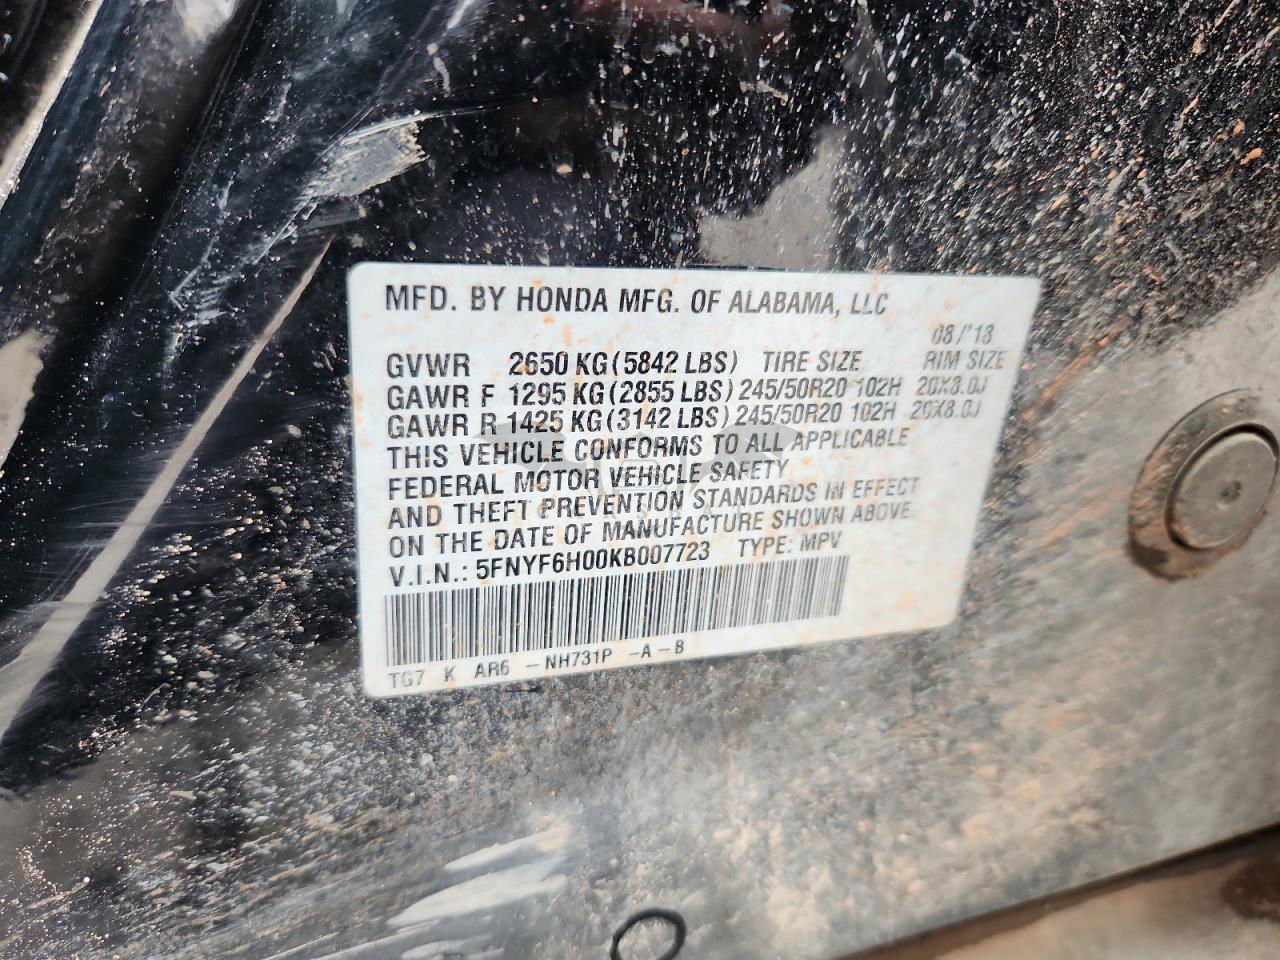 MFD. BY HONDA MFG. OF ALABAMA, LLC
08/'18
GVWR 2650 KG(5842 LBS) TIRE SIZE RIM SIZE
GAWR F 1295 KG(2855 LBS) 245/50R20 102H 20X8.0J
GAWR R 1425 KG(3142 LBS) 245/50R20 102H 20X8.0J
THIS VEHICLE CONFORMS TO ALL APPLICABLE
FEDERAL MOTOR VEHICLE SAFETY
AND THEFT PREVENTION STANDARDS IN EFFECT
ON THE DATE OF MANUFACTURE SHOWN ABOVE.
V.I.N.: 5FNYF6H00KB007723 TYPE: MPV
TG7 K AR6 -NH731P -A-B